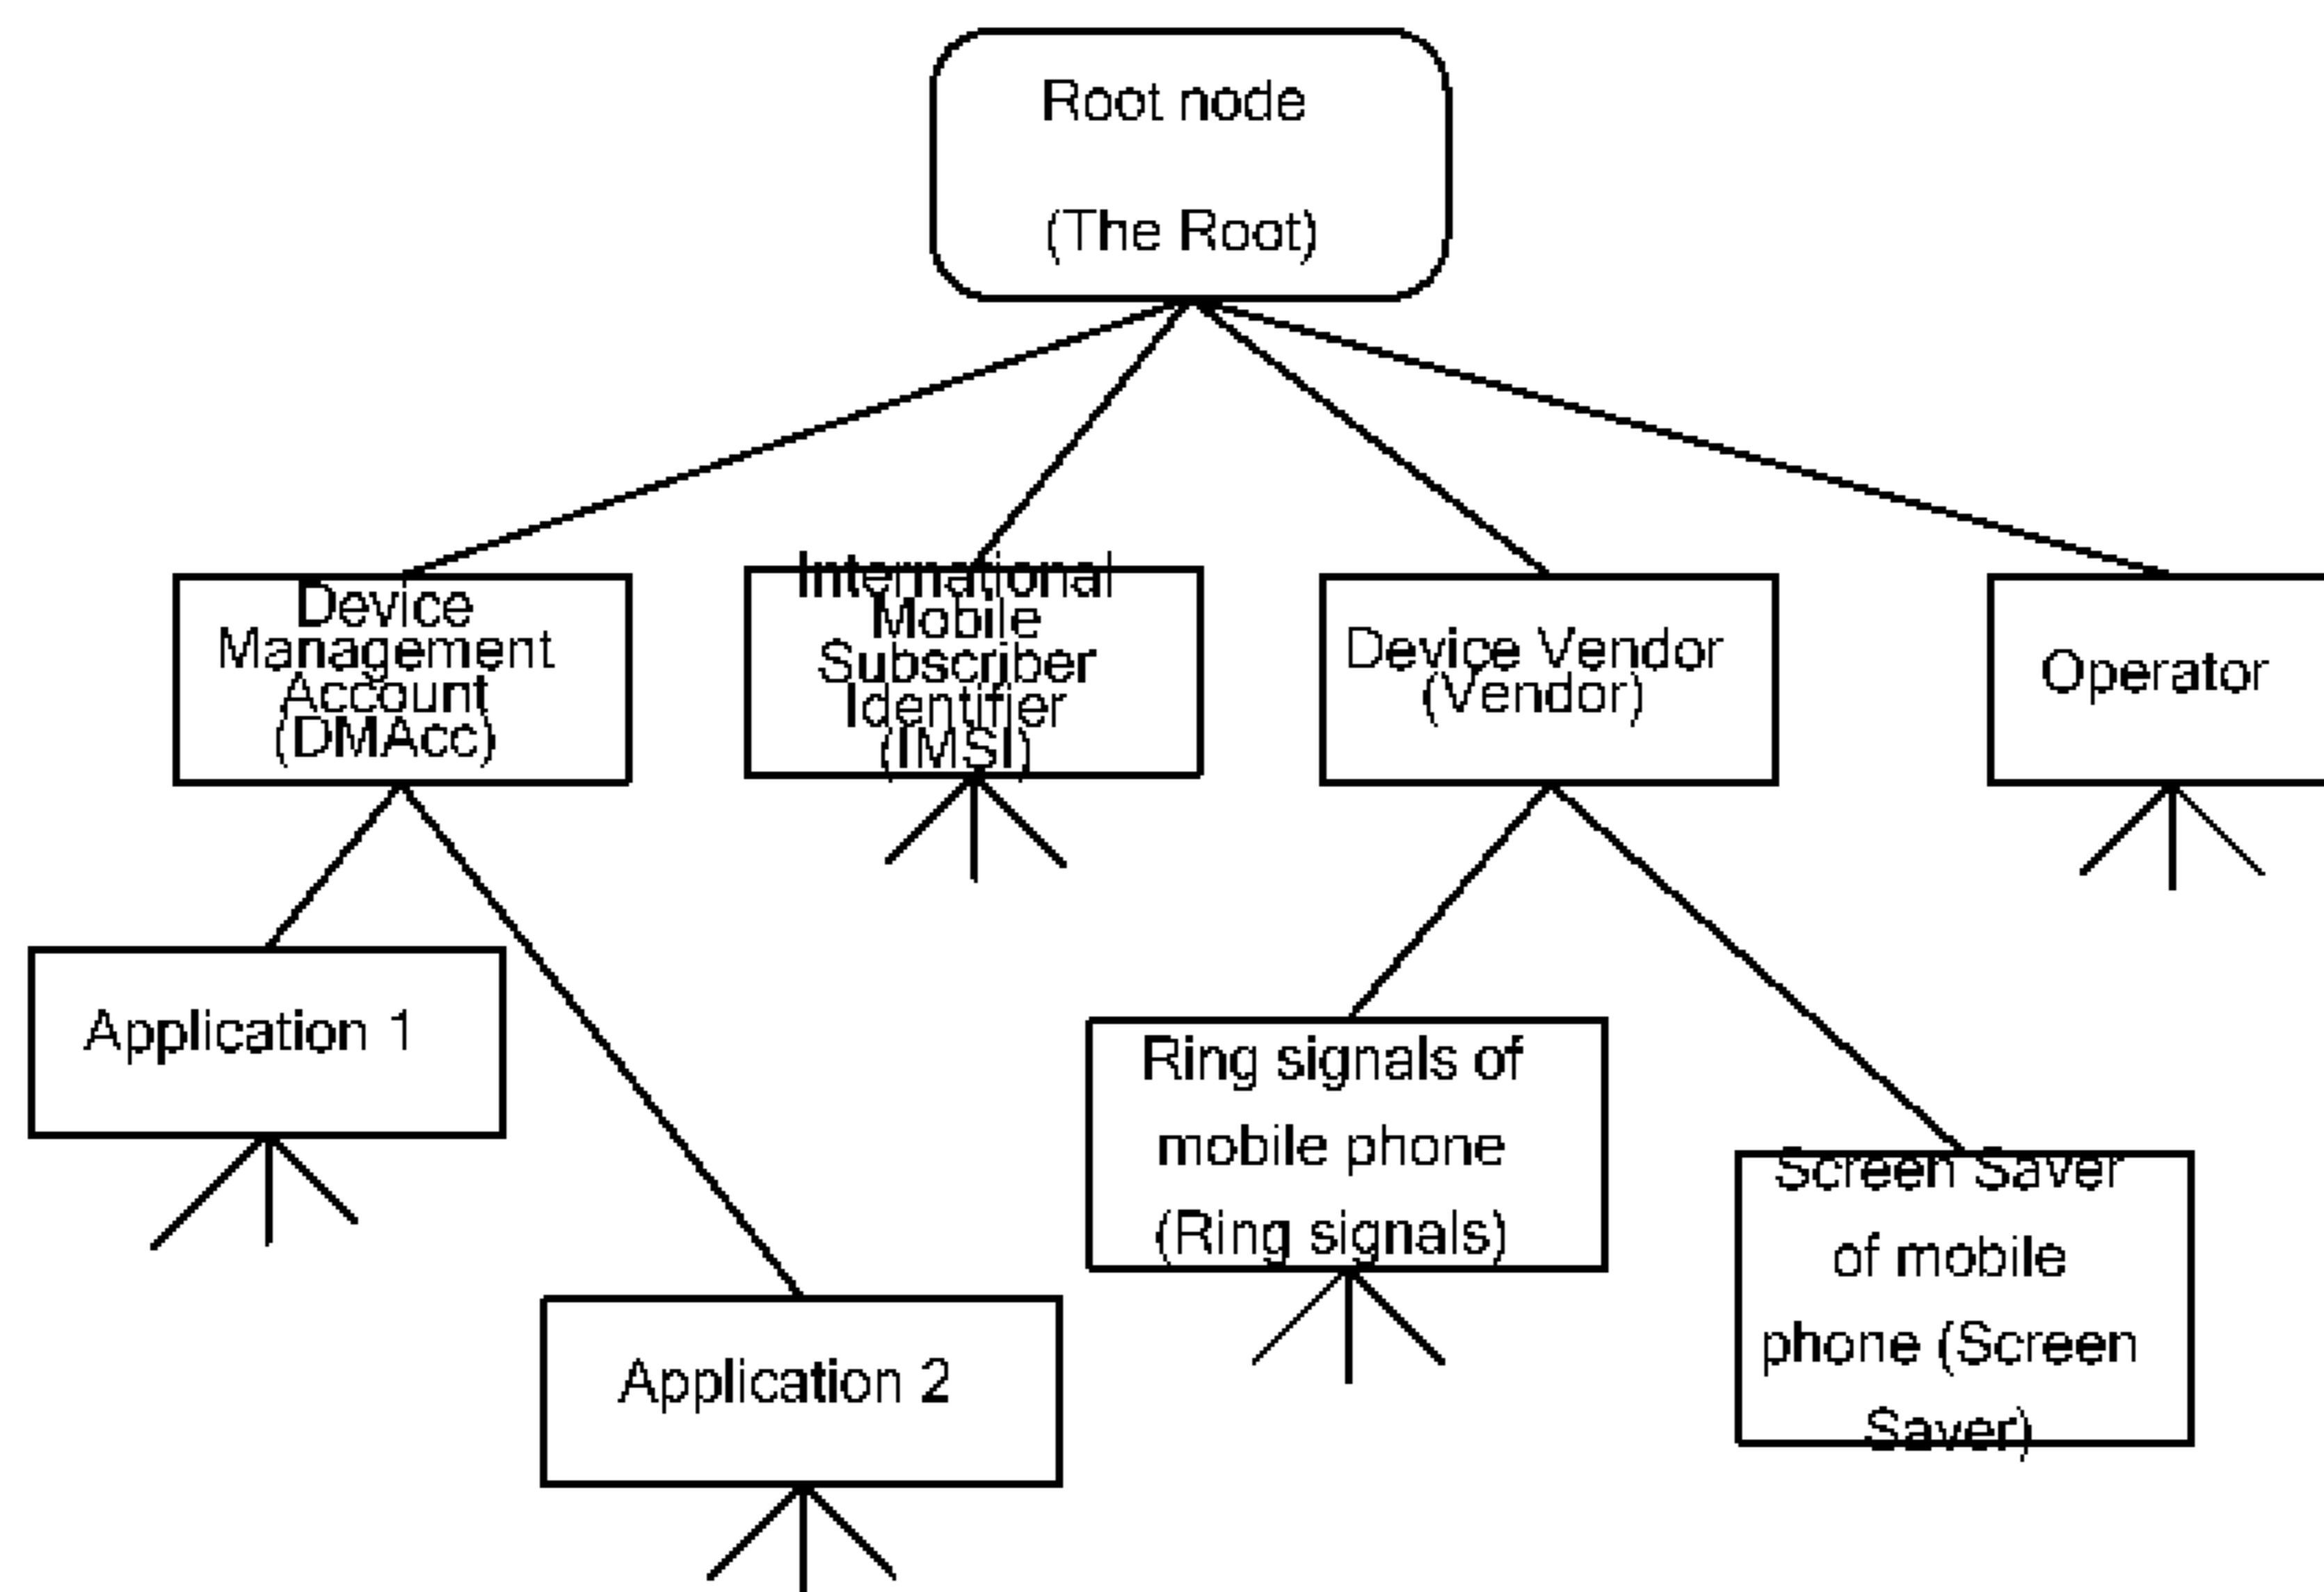 Root node
(The Root)
Device
Management
Account
(DMAcc)
International
Mobile
Subscriber
Identifier
(IMSI)
Device Vendor
(Vendor)
Operator
Application 1
Ring signals of
mobile phone
(Ring signals)
Screen Saver
of mobile
phone (Screen
Saver)
Application 2